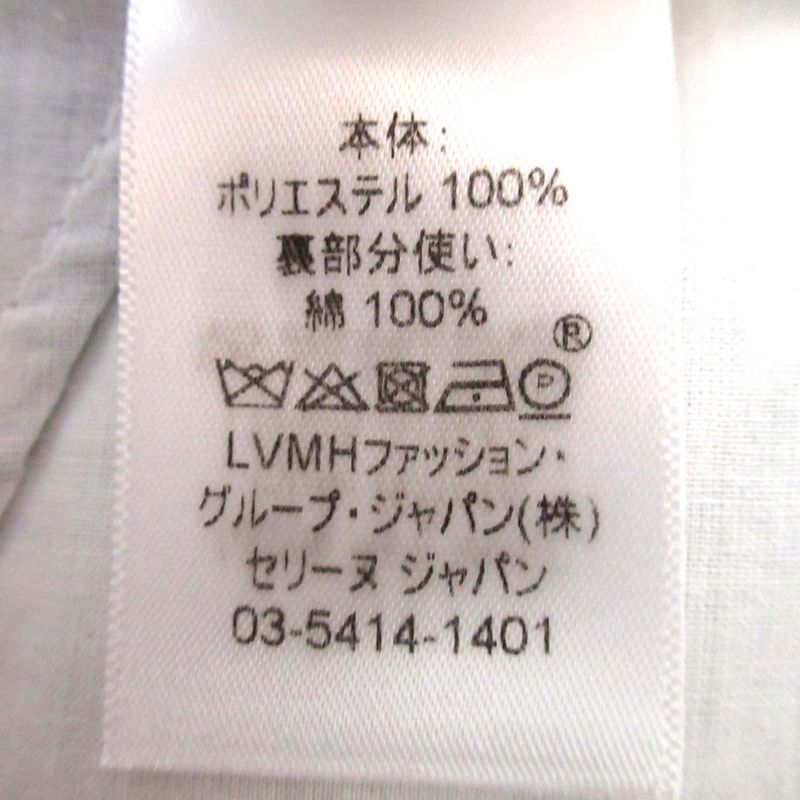 本体:
ポリエステル 100%
裏部分使い:
綿 100%
®
P
LVMHファッション・
グループ・ジャパン(株)
セリーヌ ジャパン
03-5414-1401